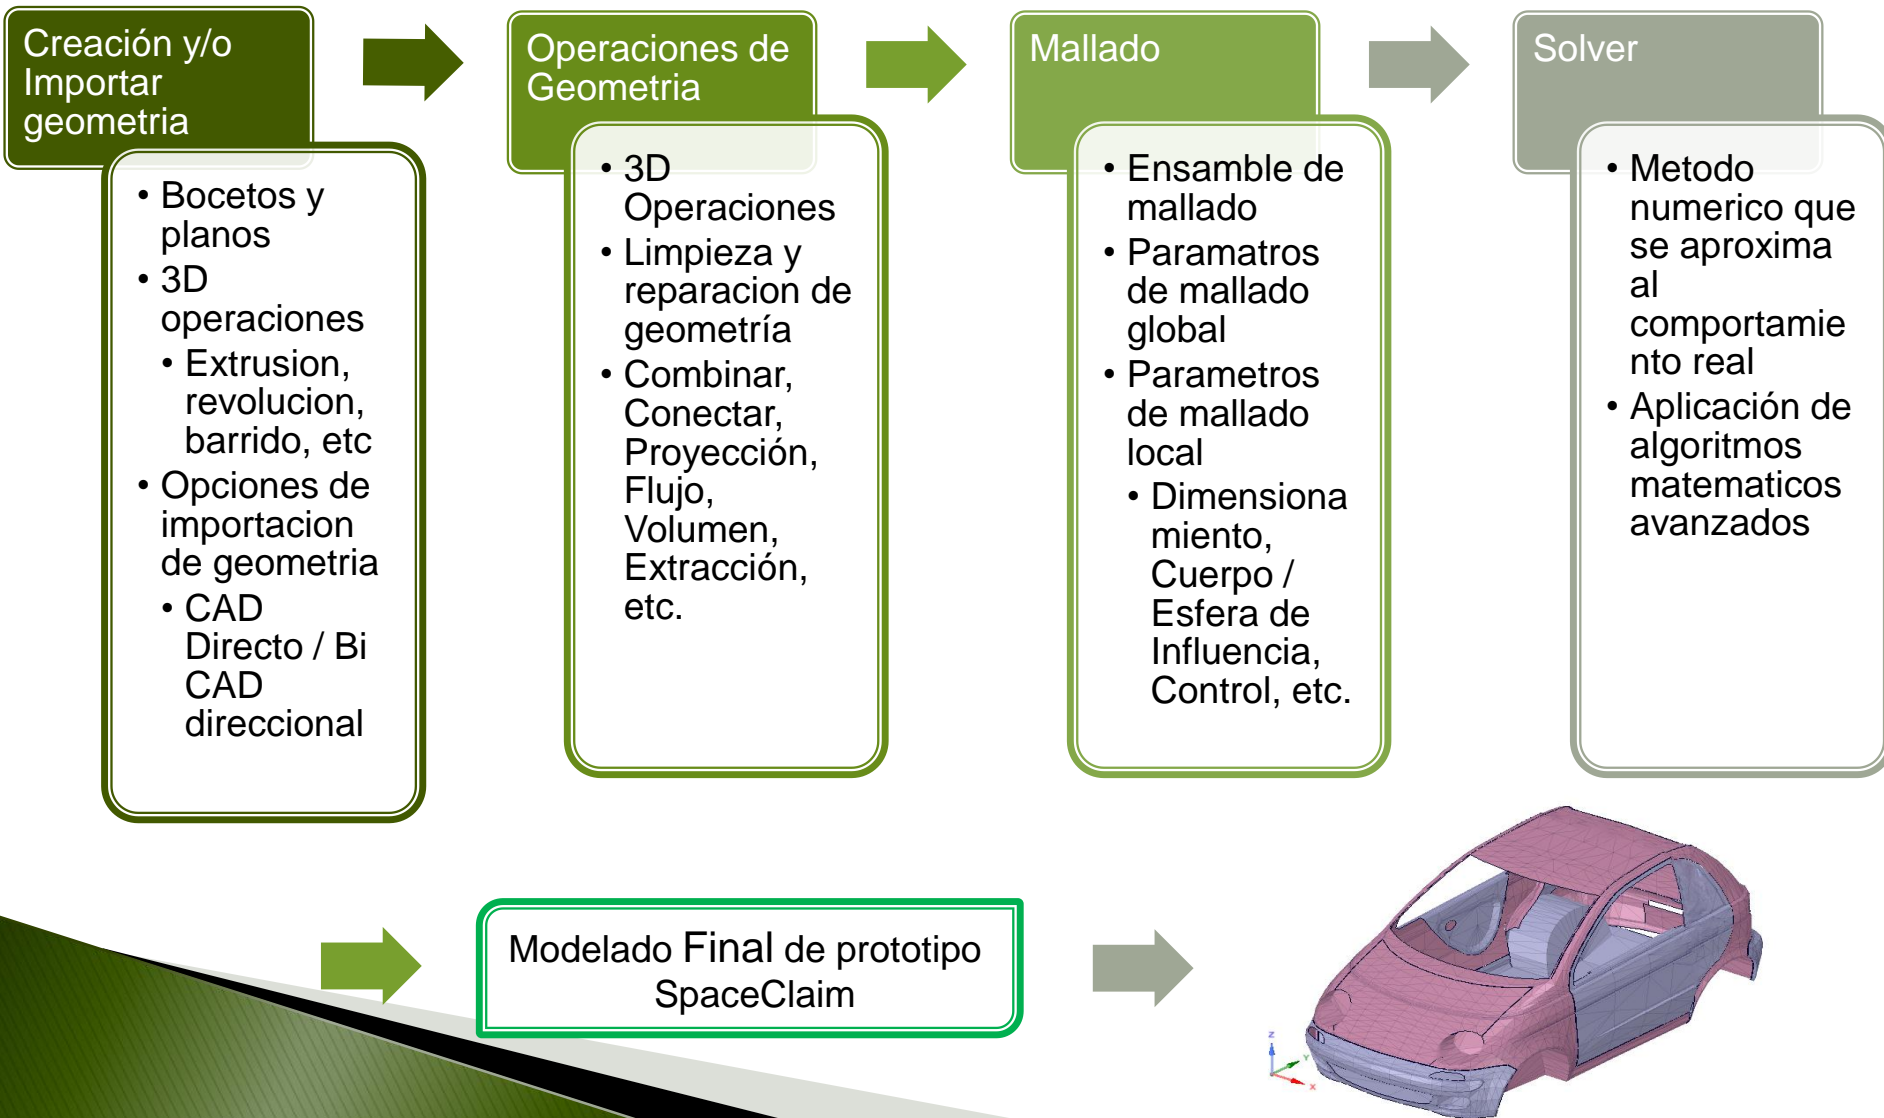 Creación y/o
Importar
geometria
• Bocetos y
planos
• 3D
operaciones
• Extrusion,
revolucion,
barrido, etc
• Opciones de
importacion
de geometria
• CAD
Directo / Bi
CAD
direccional
Operaciones de
Geometria
• 3D
Operaciones
• Limpieza y
reparacion de
geometría
• Combinar,
Conectar,
Proyección,
Flujo,
Volumen,
Extracción,
etc.
Mallado
• Ensamble de
mallado
• Paramatros
de mallado
global
• Parametros
de mallado
local
• Dimensiona
miento,
Cuerpo /
Esfera de
Influencia,
Control, etc.
Solver
• Metodo
numerico que
se aproxima
al
comportamie
nto real
• Aplicación de
algoritmos
matematicos
avanzados
Modelado Final de prototipo
SpaceClaim
Z
Y
X